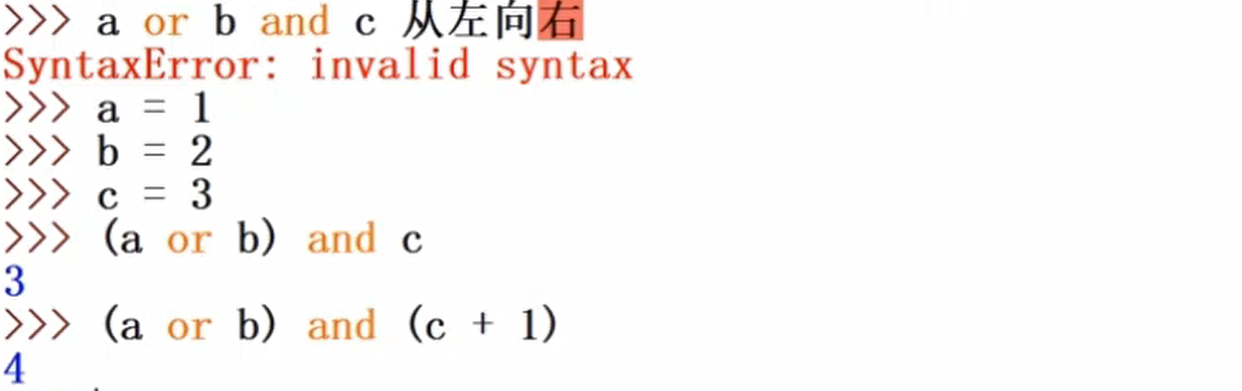 >>> a or b and c 从左向右
SyntaxError: invalid syntax
>>> a = 1
>>> b = 2
>>> c = 3
>>> (a or b) and c
3
>>> (a or b) and (c + 1)
4